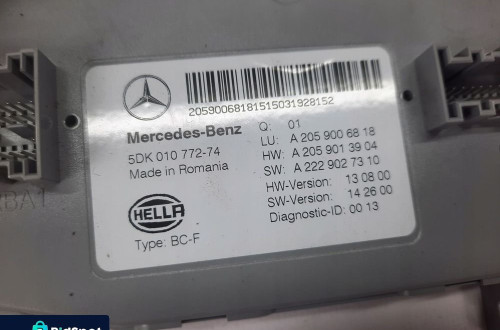 2059006818151503192815​2
Mercedes-Benz
5DK 010 772-74
Made in Romania
HELLA
Type: BC-F
Q: 01
LU: A 205 900 68 18
HW: A 205 901 39 04
SW: A 222 902 73 10
HW-Version: 13 08 00
SW-Version: 14 26 00
Diagnostic-ID: 00 13